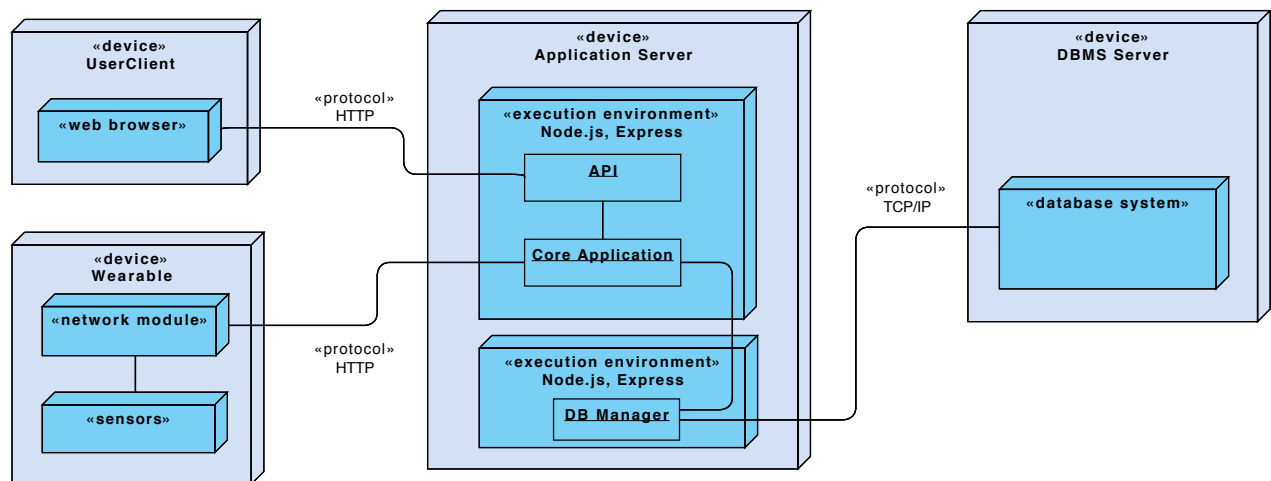 «device»
UserClient
«web browser»
«protocol»
HTTP
«device»
Wearable
«network module»
«sensors»
«protocol»
HTTP
«device»
Application Server
«execution environment»
Node.js, Express
API
Core Application
«execution environment»
Node.js, Express
DB Manager
«protocol»
TCP/IP
«device»
DBMS Server
«database system»